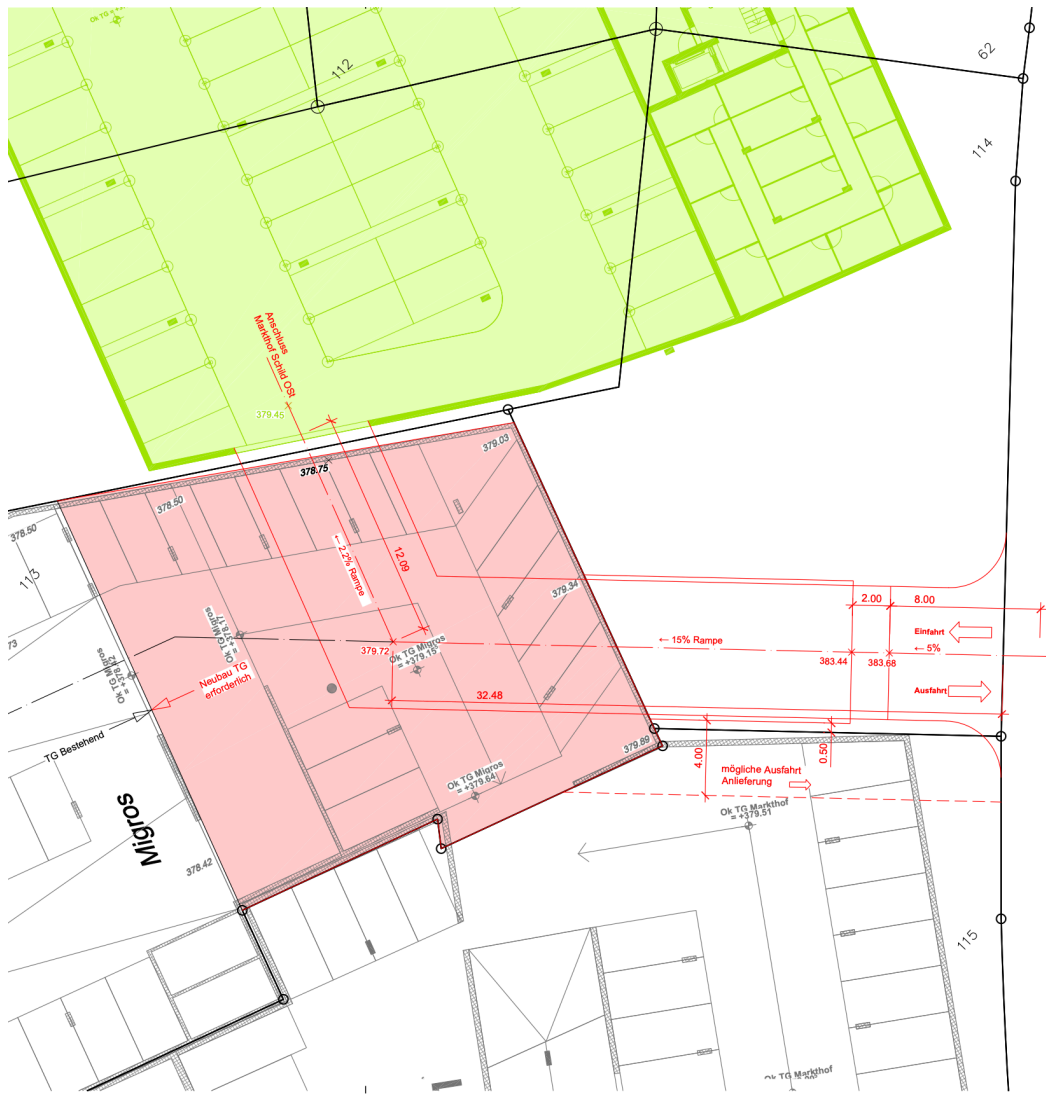 62
112
114
Anschluss
Markthof Schild OSt
379.45
379.03
378.75
378.50
378.50
113
12.09
← 2.2% Rampe
379.34
2.00
8.00
Ok TG Migros
= +378.17
Einfahrt
← 15% Rampe
← 5%
73
379.72
Ok TG Migros
= +379.15
383.44
383.68
Ok TG Migros
= +378.42
Neubau TG
erforderlich
32.48
Ausfahrt
TG Bestehend
379.89
4.00
0.50
mögliche Ausfahrt
Anlieferung
Ok TG Migros
= +379.64
Ok TG Markthof
= +379.51
Migros
378.42
115
Ok TG Markthof